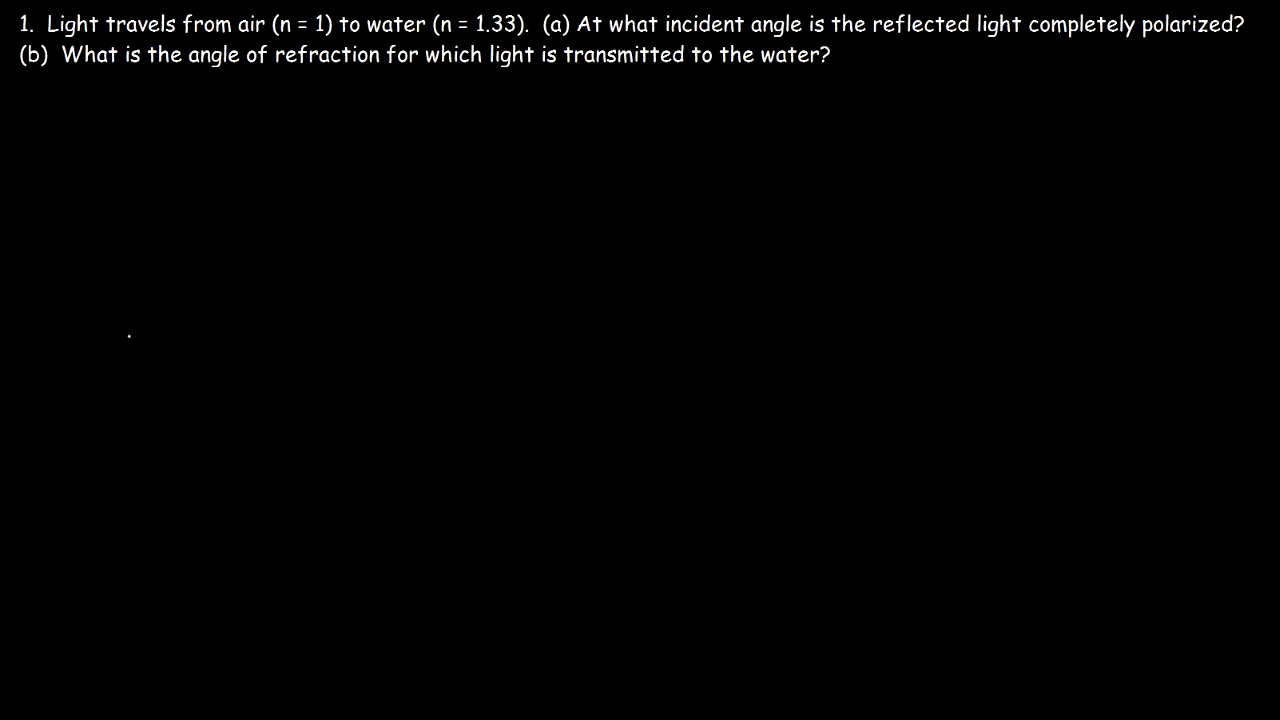 1. Light travels from air (n = 1) to water (n = 1.33). (a) At what incident angle is the reflected light completely polarized?
(b) What is the angle of refraction for which light is transmitted to the water?